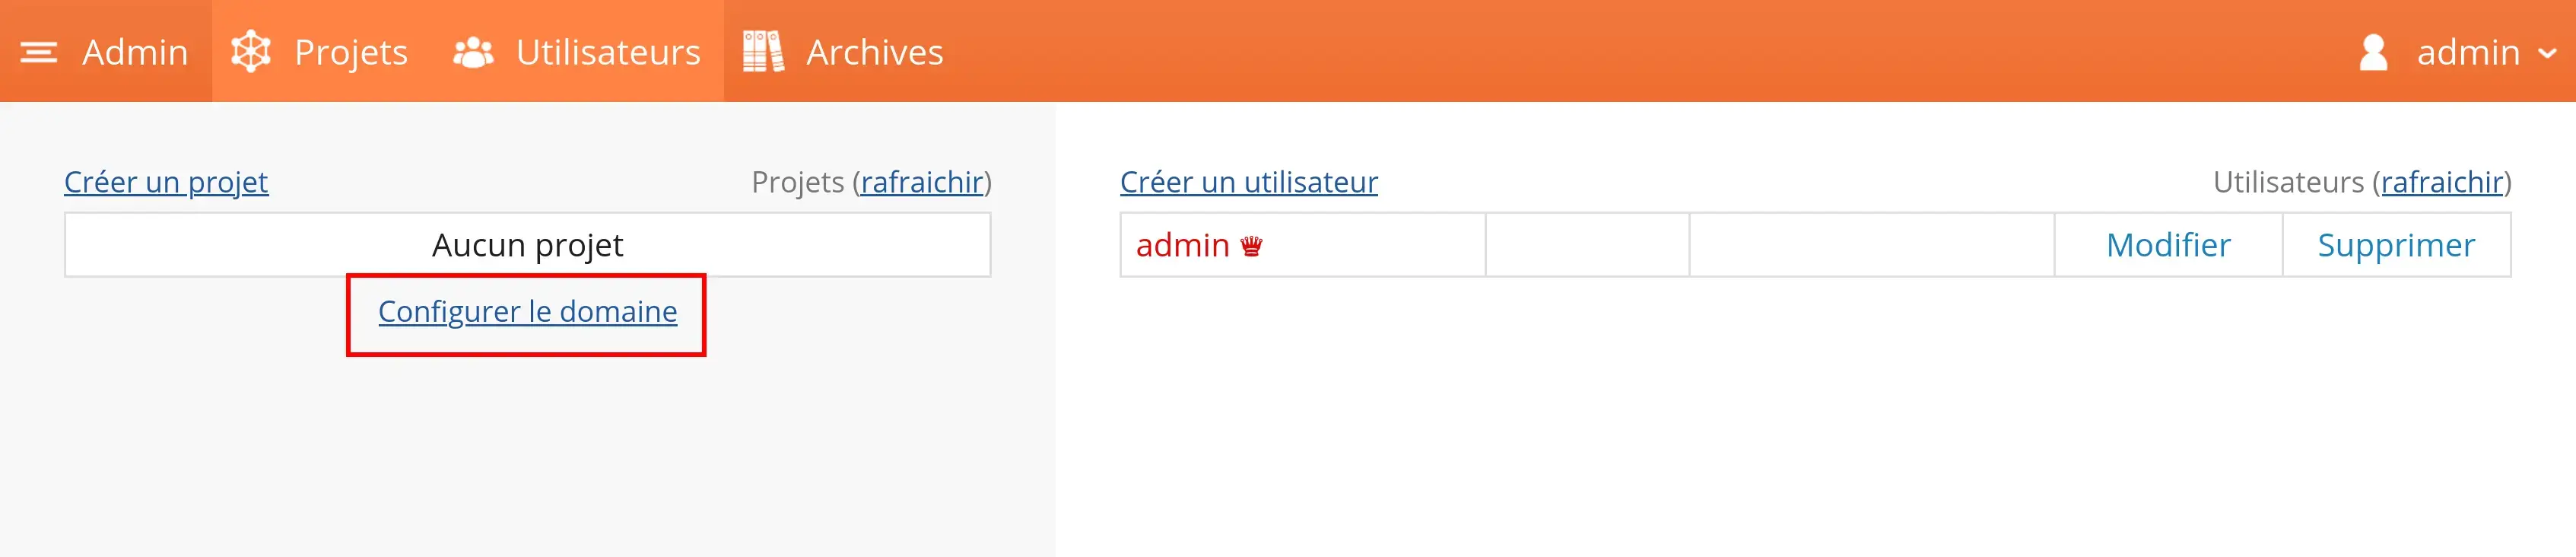 Admin Projets Utilisateurs Archives admin
Créer un projet Projets (rafraichir)
Aucun projet
Configurer le domaine
Créer un utilisateur Utilisateurs (rafraichir)
admin Modifier Supprimer